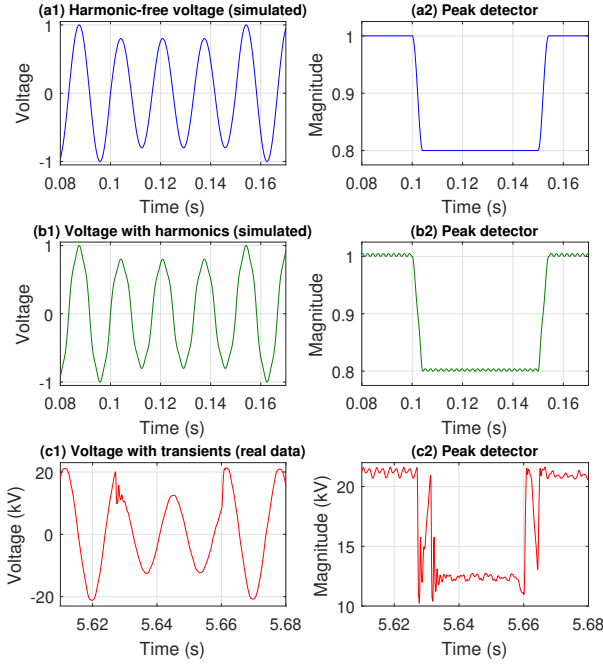 (a1) Harmonic-free voltage (simulated)
1
0
-1
Voltage
0.08 0.1 0.12 0.14 0.16
Time (s)
(a2) Peak detector
1
0.9
0.8
Magnitude
0.08 0.1 0.12 0.14 0.16
Time (s)
(b1) Voltage with harmonics (simulated)
1
0
-1
Voltage
0.08 0.1 0.12 0.14 0.16
Time (s)
(b2) Peak detector
1
0.9
0.8
Magnitude
0.08 0.1 0.12 0.14 0.16
Time (s)
(c1) Voltage with transients (real data)
20
0
-20
Voltage (kV)
5.62 5.64 5.66 5.68
Time (s)
(c2) Peak detector
20
15
10
Magnitude (kV)
5.62 5.64 5.66 5.68
Time (s)